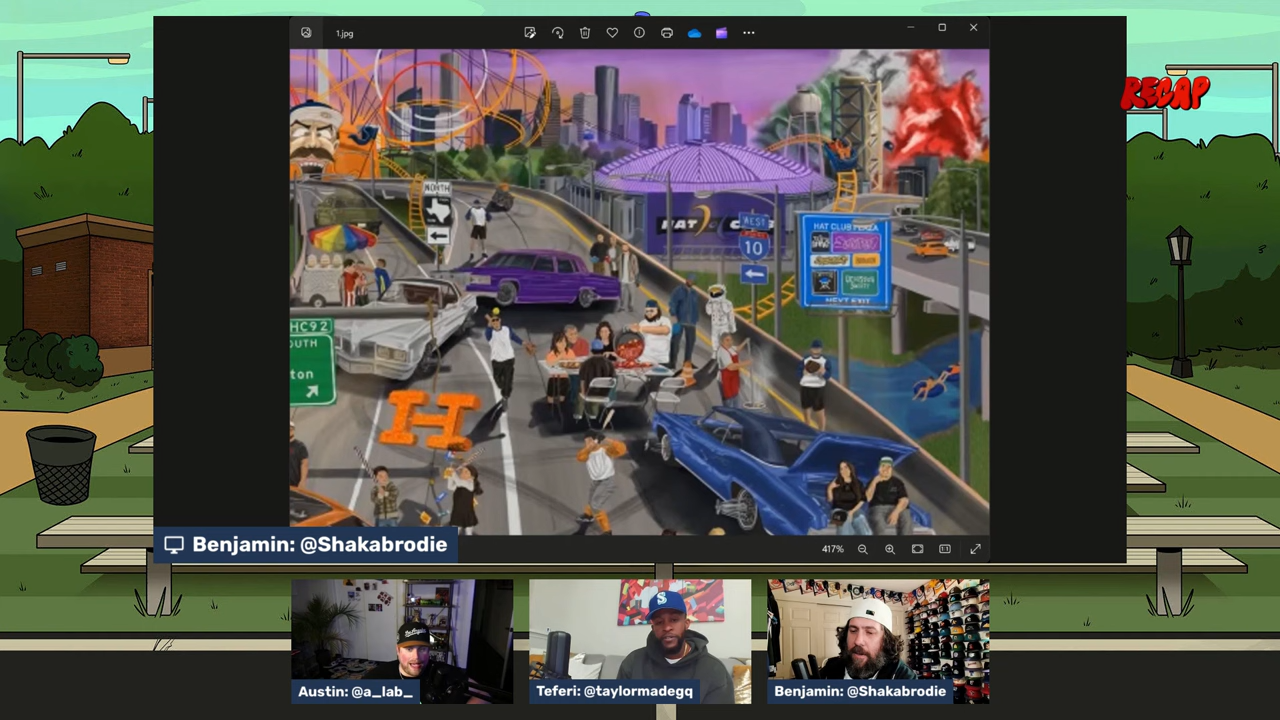 1.jpg
RECAP
NORTH
HAT C
WEST
10
HAT CLUB PLAZA
NEXT EXIT
HC92
OUTH
ton
H
417%
Benjamin: @Shakabrodie
S
Austin: @a_lab_
Teferi: @taylormadegq
Benjamin: @Shakabrodie